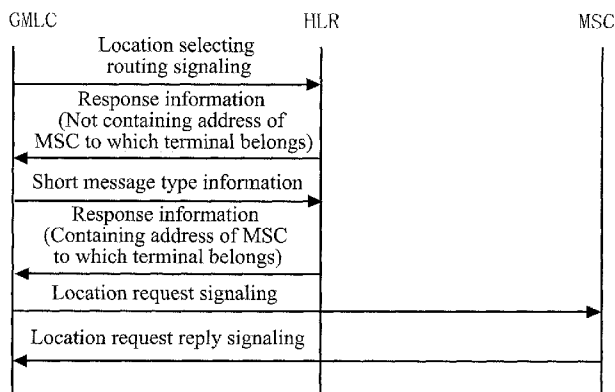 GMLC HLR MSC
Location selecting
routing signaling
Response information
(Not containing address of
MSC to which terminal belongs)
Short message type information
Response information
(Containing address of MSC
to which terminal belongs)
Location request signaling
Location request reply signaling